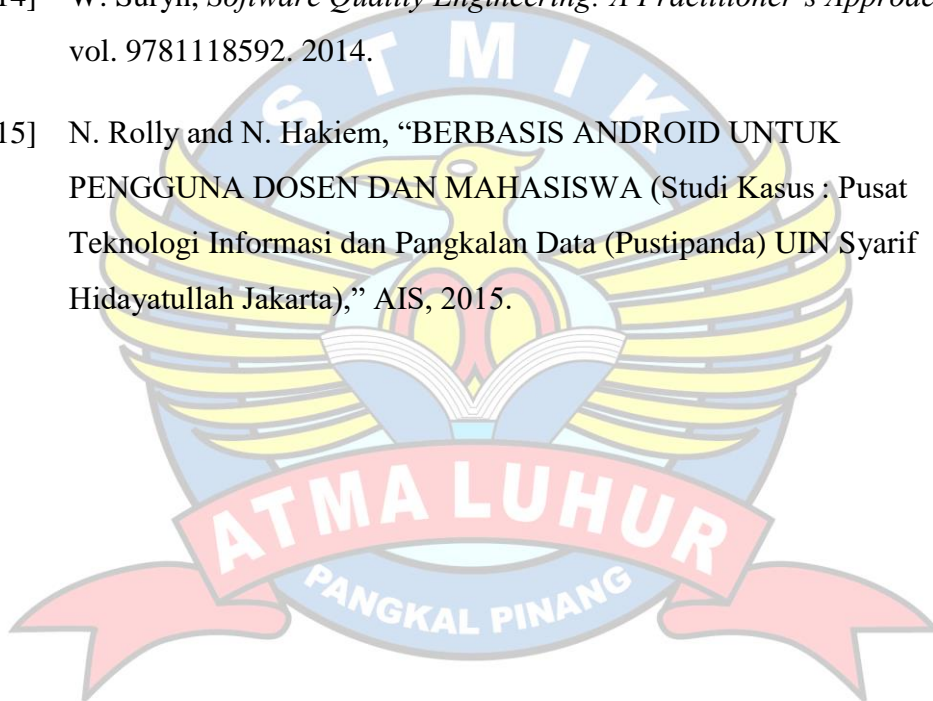 14] W. Suryn, Software Quality Engineering: A Practitioner's Approac
vol. 9781118592. 2014.
15] N. Rolly and N. Hakiem, “BERBASIS ANDROID UNTUK
PENGGUNA DOSEN DAN MAHASISWA (Studi Kasus : Pusat
Teknologi Informasi dan Pangkalan Data (Pustipanda) UIN Syarif
Hidayatullah Jakarta),” AIS, 2015.
STMIK
ATMA LUHUR
PANGKAL PINANG